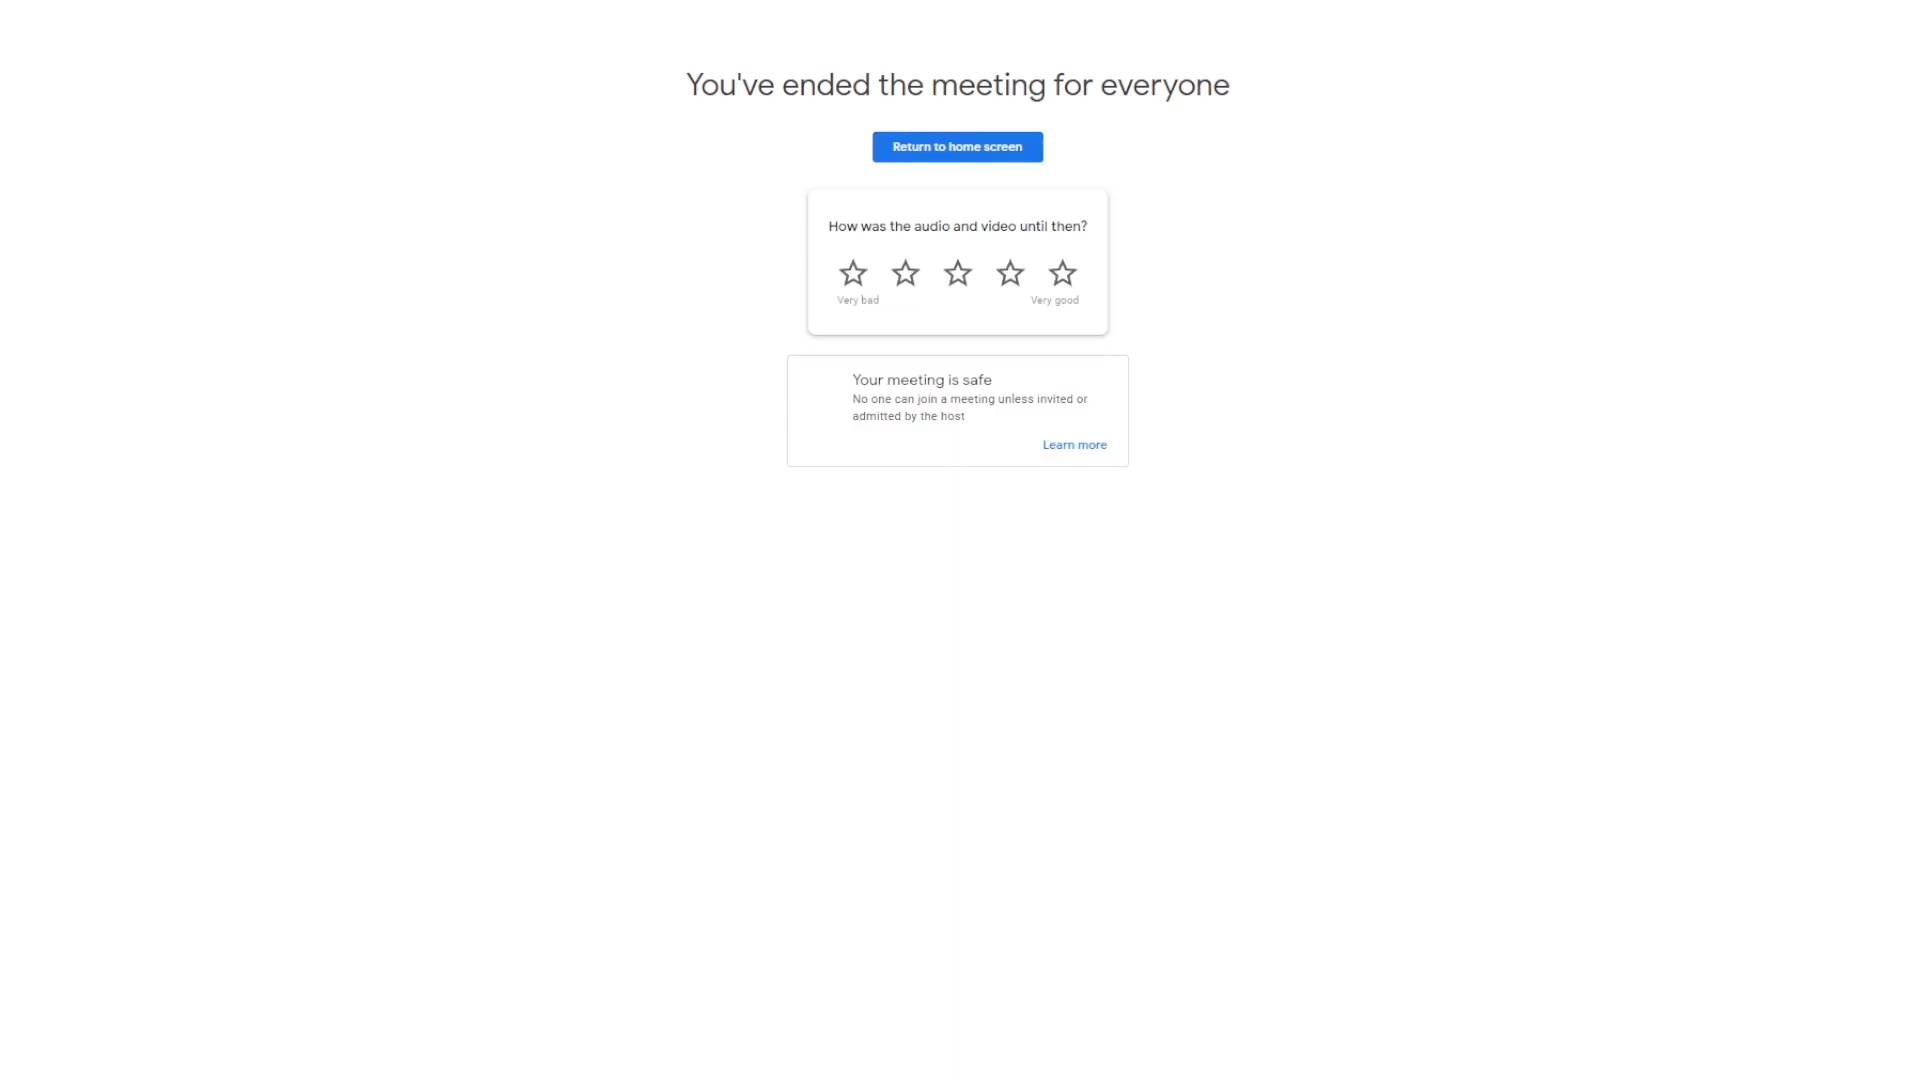 You've ended the meeting for everyone
Return to home screen
How was the audio and video until then?
Very bad
Very good
Your meeting is safe
No one can join a meeting unless invited or
admitted by the host
Learn more